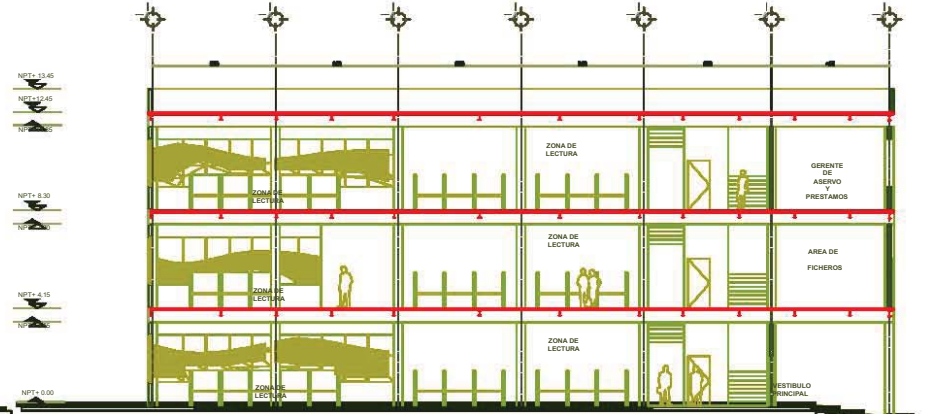 NPT+ 13.45
NPT+12.45
ZONA DE
LECTURA
ZONA DE
LECTURA
GERENTE
DE
ASERVO
Y
PRESTAMOS
NPT+ 8.30
ZONA DE
LECTURA
ZONA DE
LECTURA
AREA DE
FICHEROS
NPT+ 4.15
ZONA DE
LECTURA
ZONA DE
LECTURA
VESTIBULO
PRINCIPAL
NPT+ 0.00